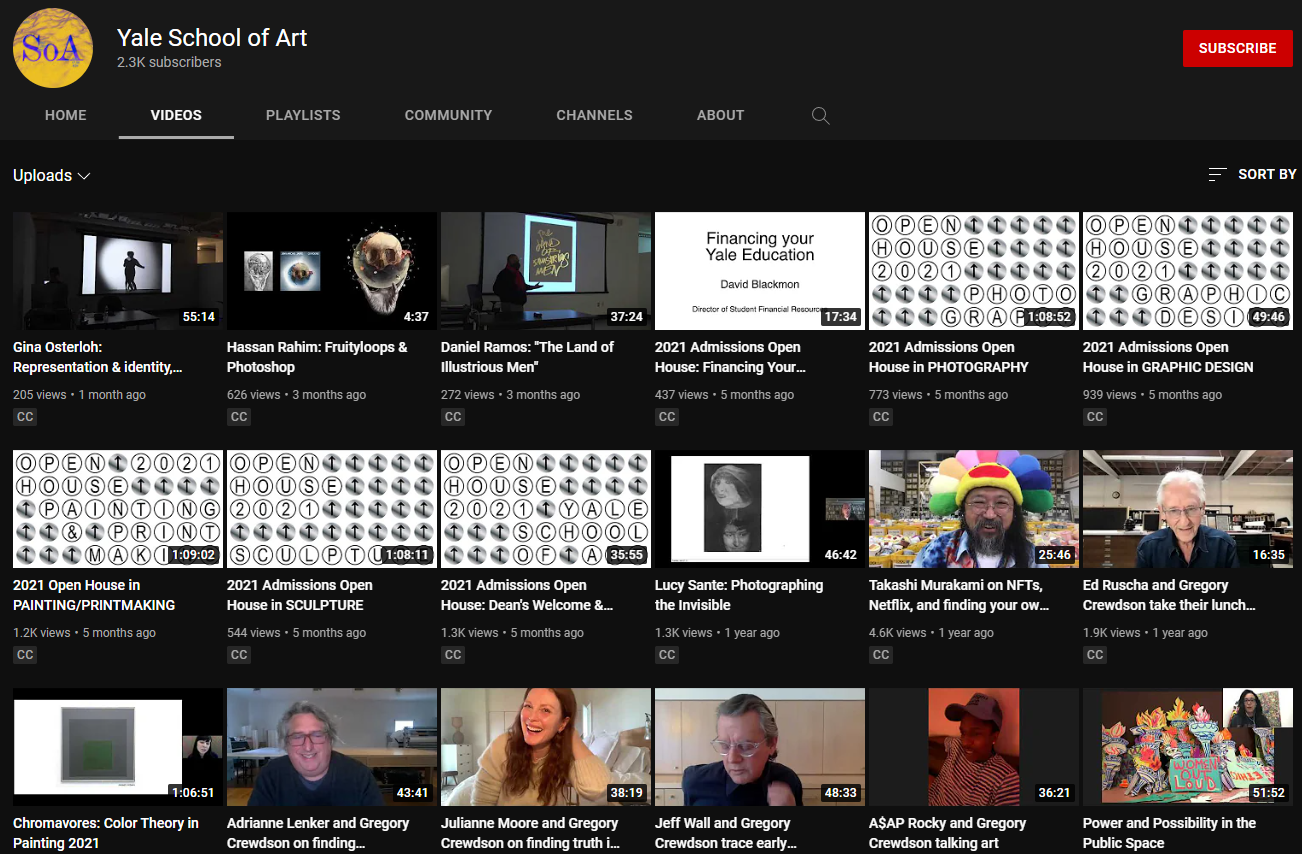 SoA
Yale School of Art
2.3K subscribers
SUBSCRIBE
HOME VIDEOS PLAYLISTS COMMUNITY CHANNELS ABOUT
Uploads
SORT BY
55:14
Gina Osterloh:
Representation & identity,...
205 views • 1 month ago
CC
4:37
Hassan Rahim: Fruityloops &
Photoshop
626 views • 3 months ago
CC
THE LAND OF ILLUSTRIOUS MEN
37:24
Daniel Ramos: "The Land of
Illustrious Men"
272 views • 3 months ago
CC
Financing your
Yale Education
David Blackmon
Director of Student Financial Resources
17:34
2021 Admissions Open
House: Financing Your...
437 views • 5 months ago
CC
OPEN↑↑↑↑↑
HOUSE↑↑↑↑
2021↑↑↑↑↑
↑↑↑↑PHOTO
↑↑↑GRAP
1:08:52
2021 Admissions Open
House in PHOTOGRAPHY
773 views • 5 months ago
CC
OPEN↑↑↑↑↑
HOUSE↑↑↑↑
2021↑↑↑↑↑
↑↑GRAPHIC
↑↑↑DESI
49:46
2021 Admissions Open
House in GRAPHIC DESIGN
939 views • 5 months ago
CC
OPEN↑2021
HOUSE↑↑↑↑
↑PAINTING
↑↑&↑PRINT
↑↑↑MAKI
1:09:02
2021 Open House in
PAINTING/PRINTMAKING
1.2K views • 5 months ago
CC
OPEN↑↑↑↑↑
HOUSE↑↑↑↑
2021↑↑↑↑↑
↑↑↑↑↑↑↑↑↑
SCULPTU
1:08:11
2021 Admissions Open
House in SCULPTURE
544 views • 5 months ago
CC
OPEN↑↑↑↑↑
HOUSE↑↑↑↑
2021↑YALE
↑↑↑SCHOOL
↑↑↑OF↑A
35:55
2021 Admissions Open
House: Dean's Welcome &...
1.3K views • 5 months ago
CC
46:42
Lucy Sante: Photographing
the Invisible
1.3K views • 1 year ago
CC
25:46
Takashi Murakami on NFTs,
Netflix, and finding your ow...
4.6K views • 1 year ago
CC
16:35
Ed Ruscha and Gregory
Crewdson take their lunch...
1.9K views • 1 year ago
CC
1:06:51
Chromavores: Color Theory in
Painting 2021
43:41
Adrianne Lenker and Gregory
Crewdson on finding...
38:19
Julianne Moore and Gregory
Crewdson on finding truth i...
48:33
Jeff Wall and Gregory
Crewdson trace early...
36:21
A$AP Rocky and Gregory
Crewdson talking art
WOMEN
OUT
LOUD
51:52
Power and Possibility in the
Public Space